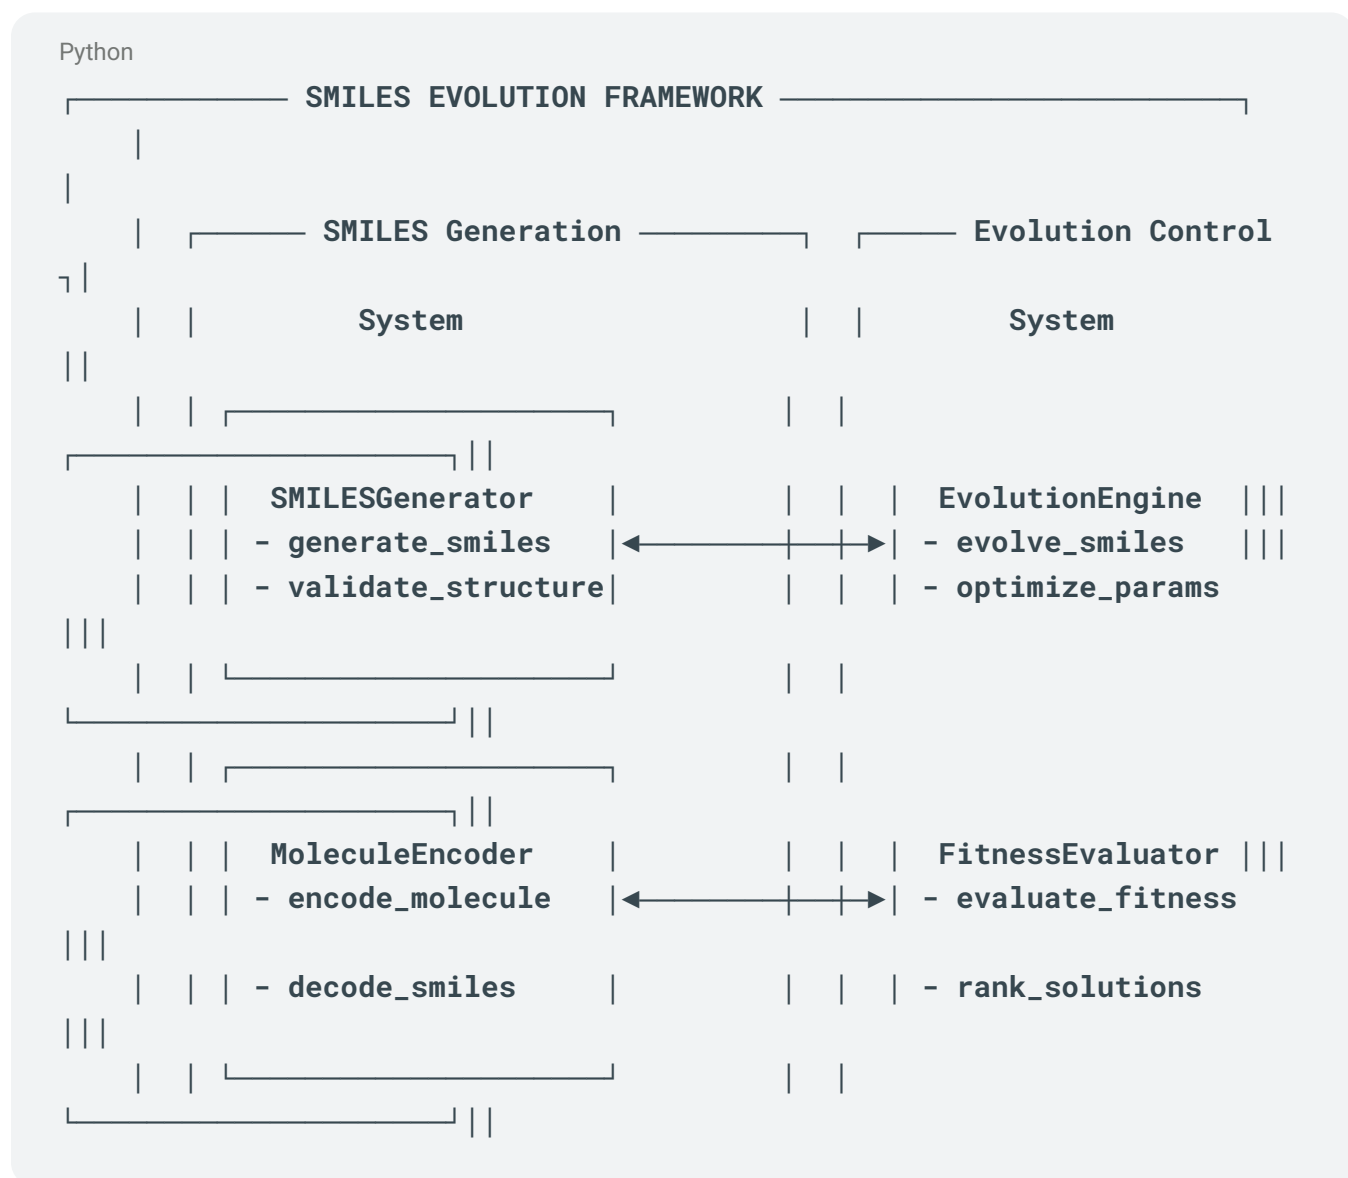 Python
┌──────────── SMILES EVOLUTION FRAMEWORK ──────────────────────────┐
    │
│
    │  ┌────── SMILES Generation ─────────┐  ┌───── Evolution Control
┐│
    │  │         System                   │  │        System
││
    │  │ ┌─────────────────────┐         │  │
┌─────────────────────┐││
    │  │ │  SMILESGenerator    │         │  │  │  EvolutionEngine  │││
    │  │ │ - generate_smiles   │◄────────┼──┼─►│ - evolve_smiles   │││
    │  │ │ - validate_structure│         │  │  │ - optimize_params
│││
    │  │ └─────────────────────┘         │  │
└─────────────────────┘││
    │  │ ┌─────────────────────┐         │  │
┌─────────────────────┐││
    │  │ │  MoleculeEncoder    │         │  │  │  FitnessEvaluator │││
    │  │ │ - encode_molecule   │◄────────┼──┼─►│ - evaluate_fitness
│││
    │  │ │ - decode_smiles     │         │  │  │ - rank_solutions
│││
    │  │ └─────────────────────┘         │  │
└─────────────────────┘││